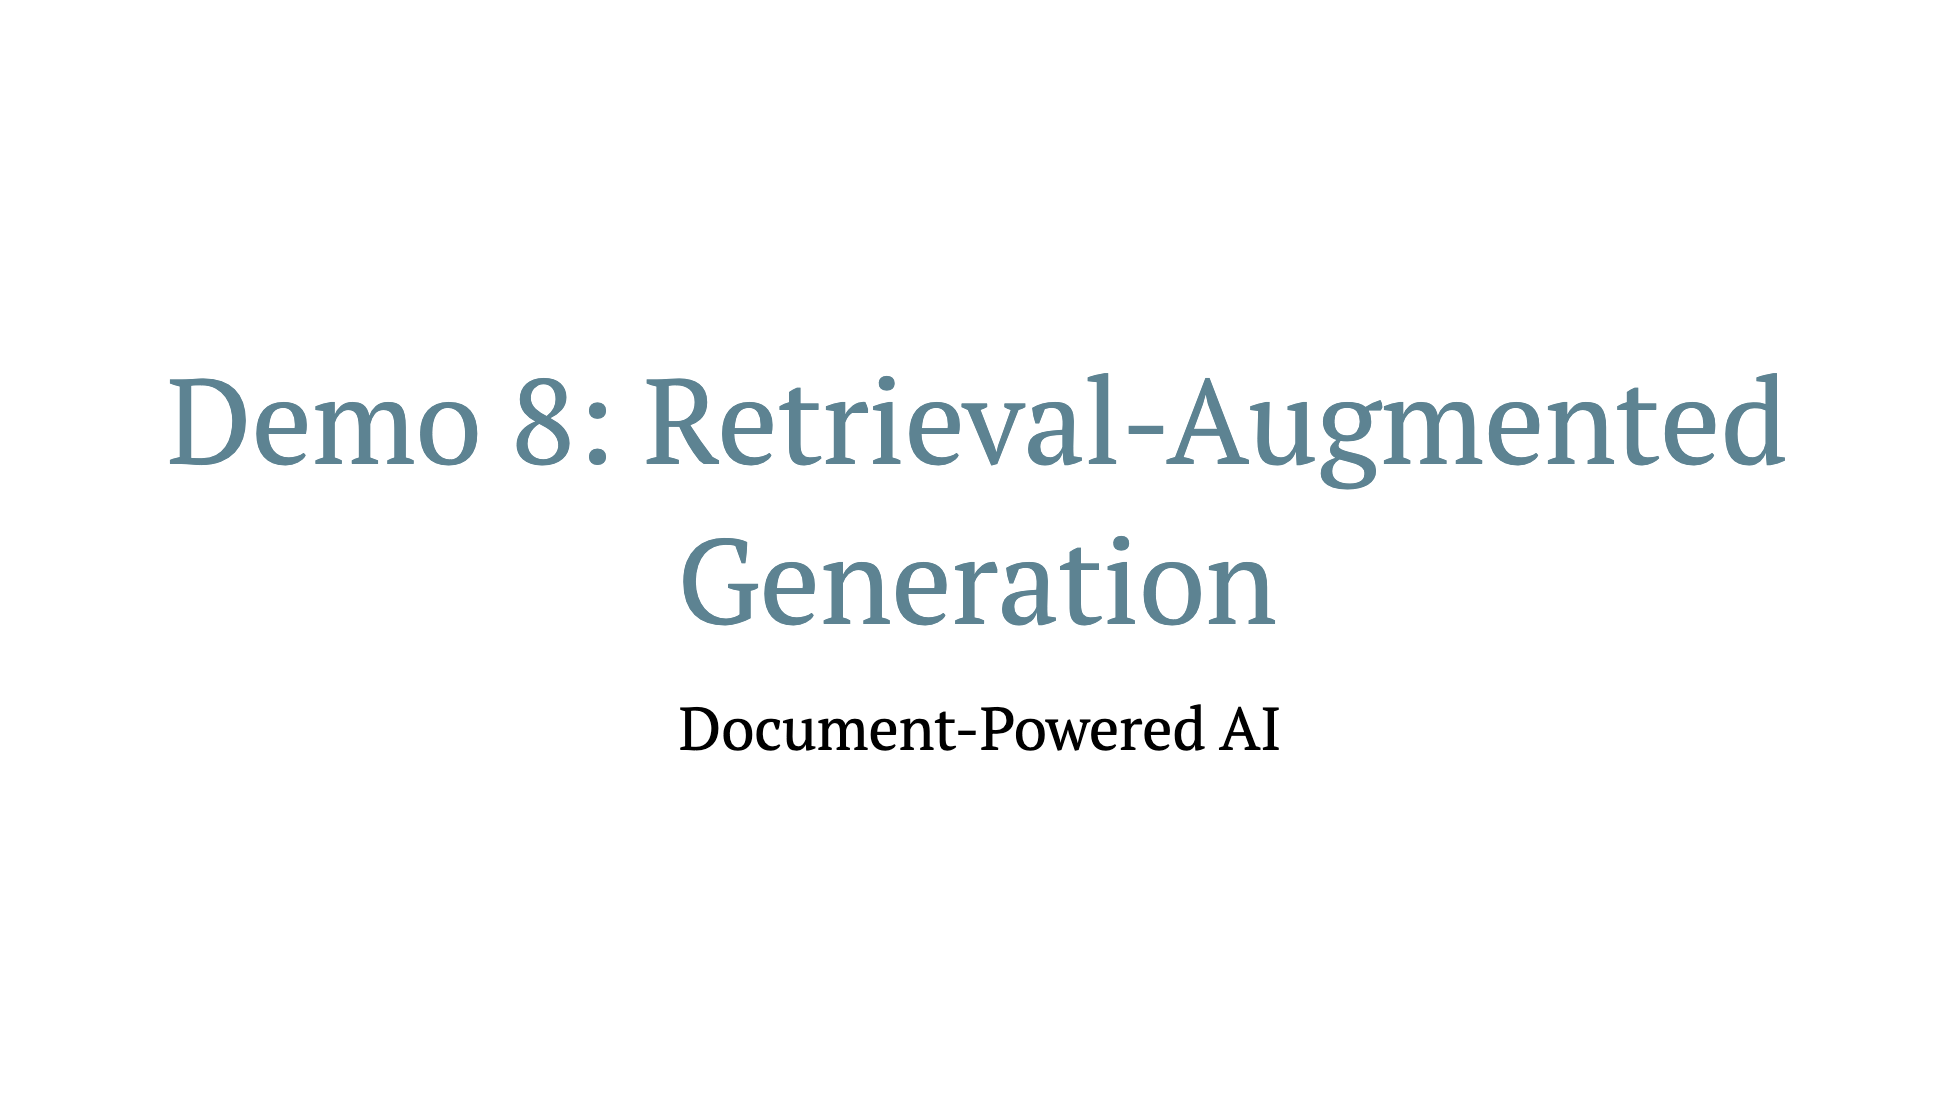 Demo 8: Retrieval-Augmented
Generation
Document-Powered AI